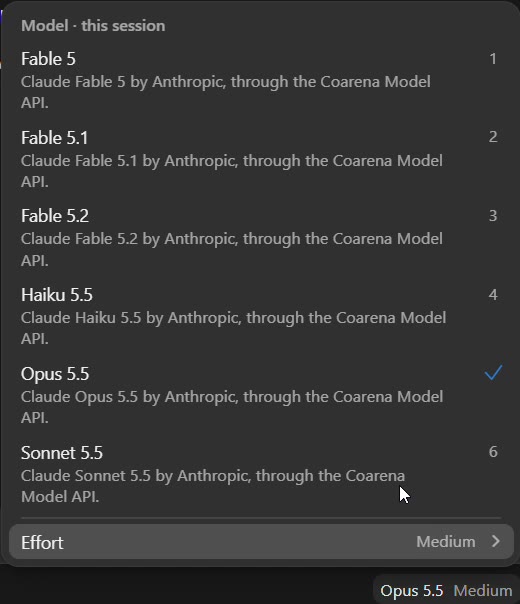 Model · this session
Fable 5 1
Claude Fable 5 by Anthropic, through the Coarena Model
API.
Fable 5.1 2
Claude Fable 5.1 by Anthropic, through the Coarena Model
API.
Fable 5.2 3
Claude Fable 5.2 by Anthropic, through the Coarena Model
API.
Haiku 5.5 4
Claude Haiku 5.5 by Anthropic, through the Coarena Model
API.
Opus 5.5
Claude Opus 5.5 by Anthropic, through the Coarena Model
API.
Sonnet 5.5 6
Claude Sonnet 5.5 by Anthropic, through the Coarena
Model API.
Effort Medium
Opus 5.5 Medium